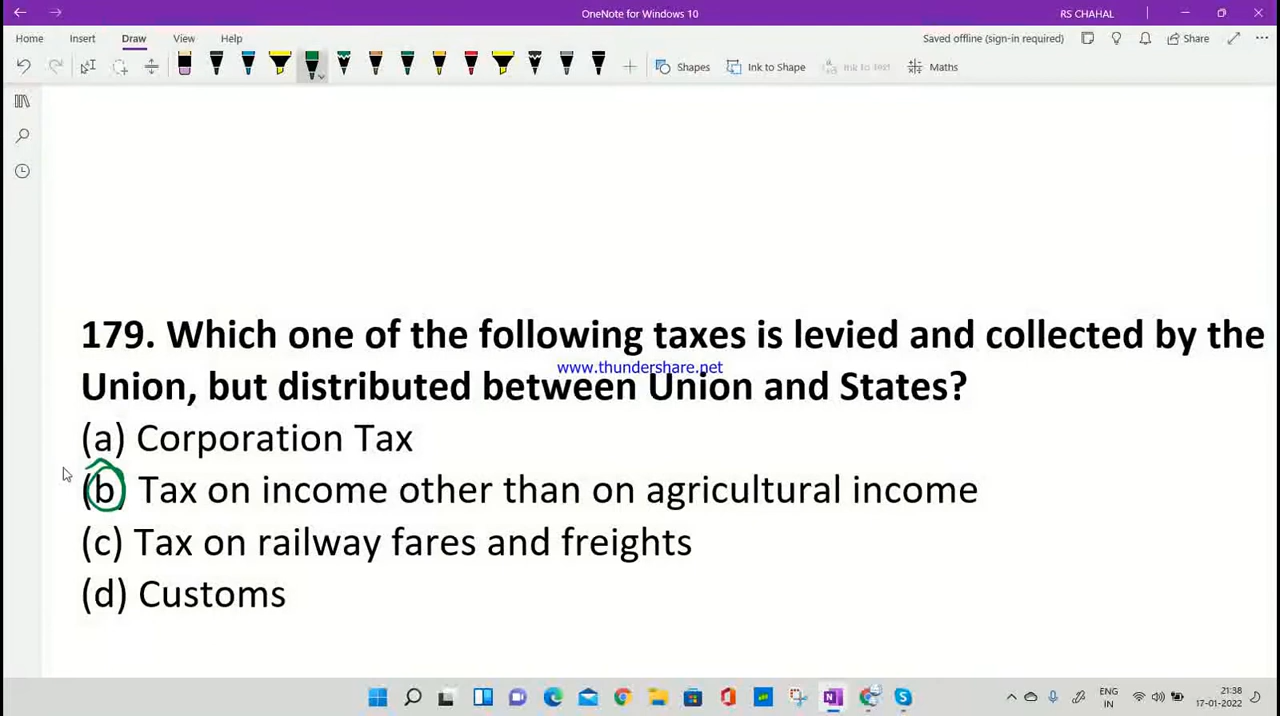 OneNote for Windows 10
RS CHAHAL
Home Insert Draw View Help
Saved offline (sign-in required)
Share
Shapes
Ink to Shape
Ink to Text
Maths
179. Which one of the following taxes is levied and collected by the
www.thundershare.net
Union, but distributed between Union and States?
(a) Corporation Tax
(b) Tax on income other than on agricultural income
(c) Tax on railway fares and freights
(d) Customs
ENG
IN
21:38
17-01-2022